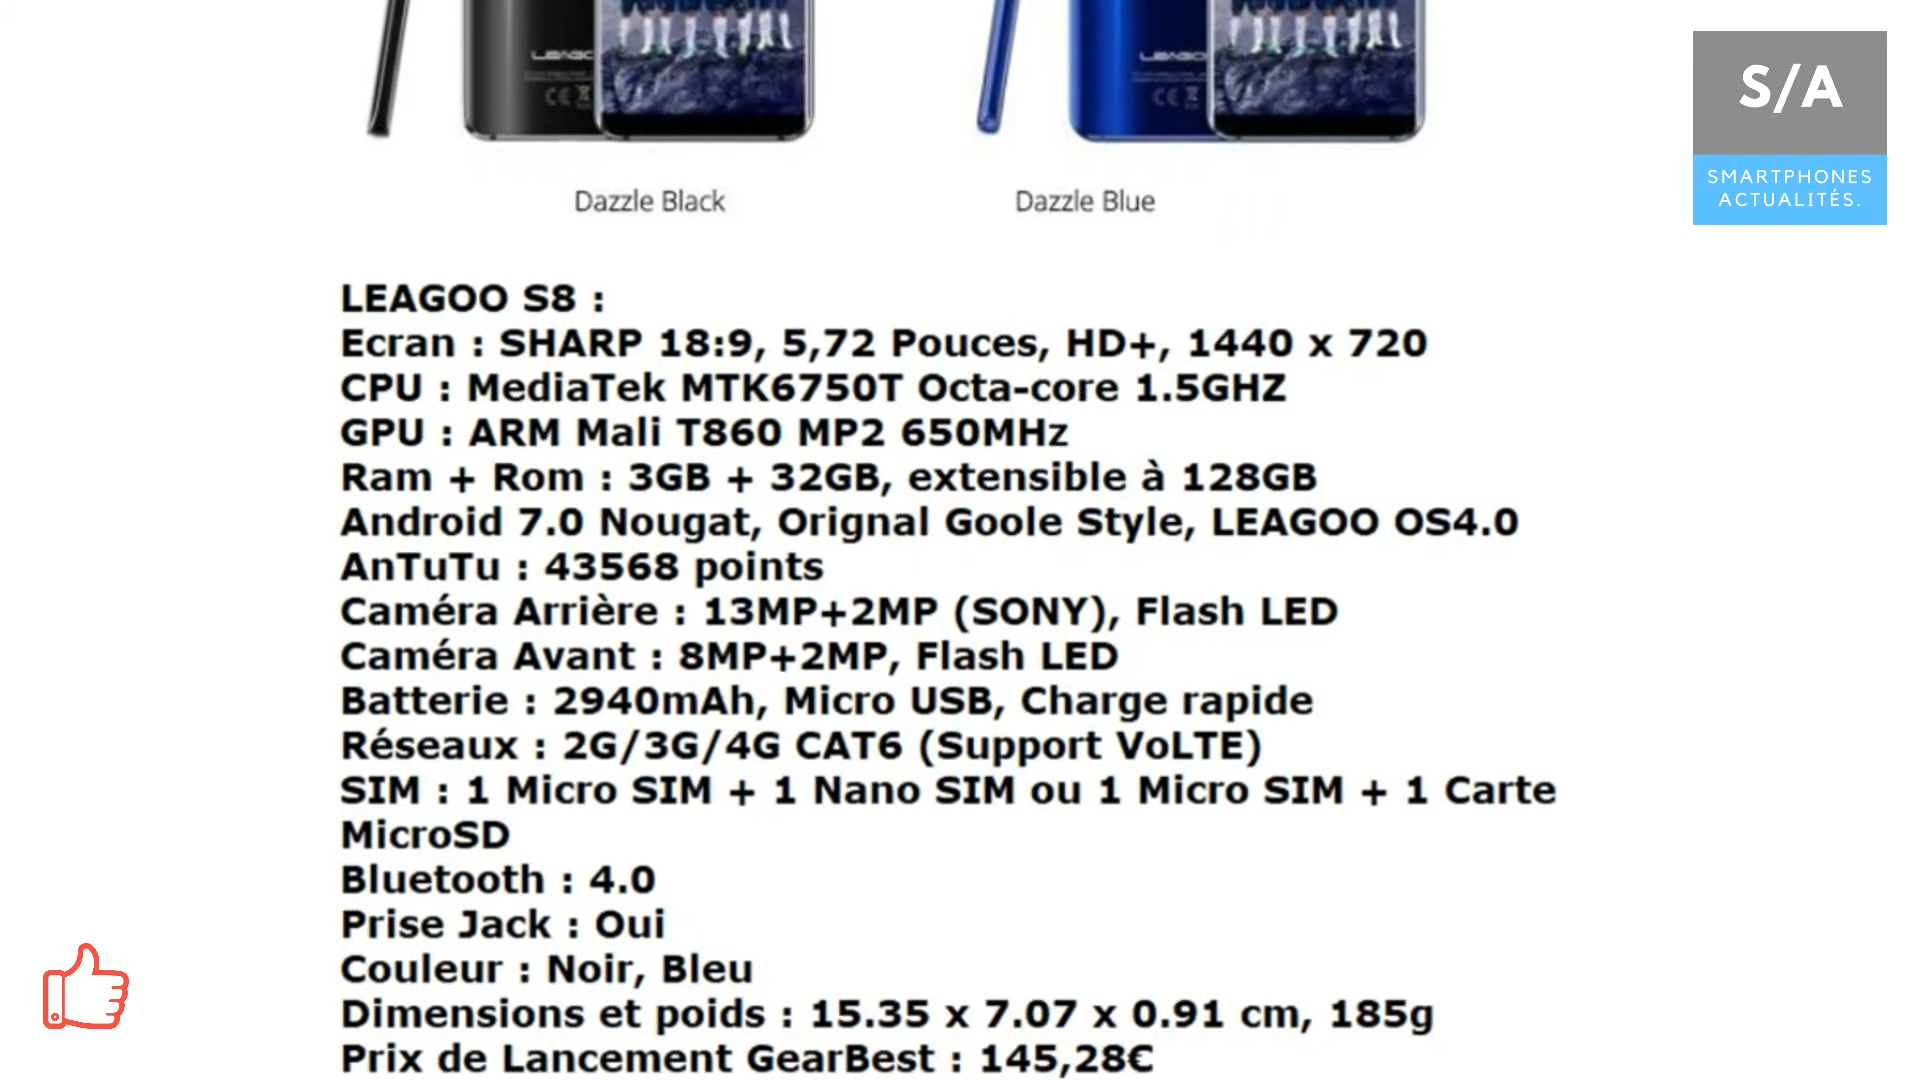 LEAGOO
LEAGOO
S/A
SMARTPHONES
ACTUALITÉS.
Dazzle Black
Dazzle Blue
LEAGOO S8 :
Ecran : SHARP 18:9, 5,72 Pouces, HD+, 1440 x 720
CPU : MediaTek MTK6750T Octa-core 1.5GHZ
GPU : ARM Mali T860 MP2 650MHz
Ram + Rom : 3GB + 32GB, extensible à 128GB
Android 7.0 Nougat, Orignal Goole Style, LEAGOO OS4.0
AnTuTu : 43568 points
Caméra Arrière : 13MP+2MP (SONY), Flash LED
Caméra Avant : 8MP+2MP, Flash LED
Batterie : 2940mAh, Micro USB, Charge rapide
Réseaux : 2G/3G/4G CAT6 (Support VoLTE)
SIM : 1 Micro SIM + 1 Nano SIM ou 1 Micro SIM + 1 Carte
MicroSD
Bluetooth : 4.0
Prise Jack : Oui
Couleur : Noir, Bleu
Dimensions et poids : 15.35 x 7.07 x 0.91 cm, 185g
Prix de Lancement GearBest : 145,28€